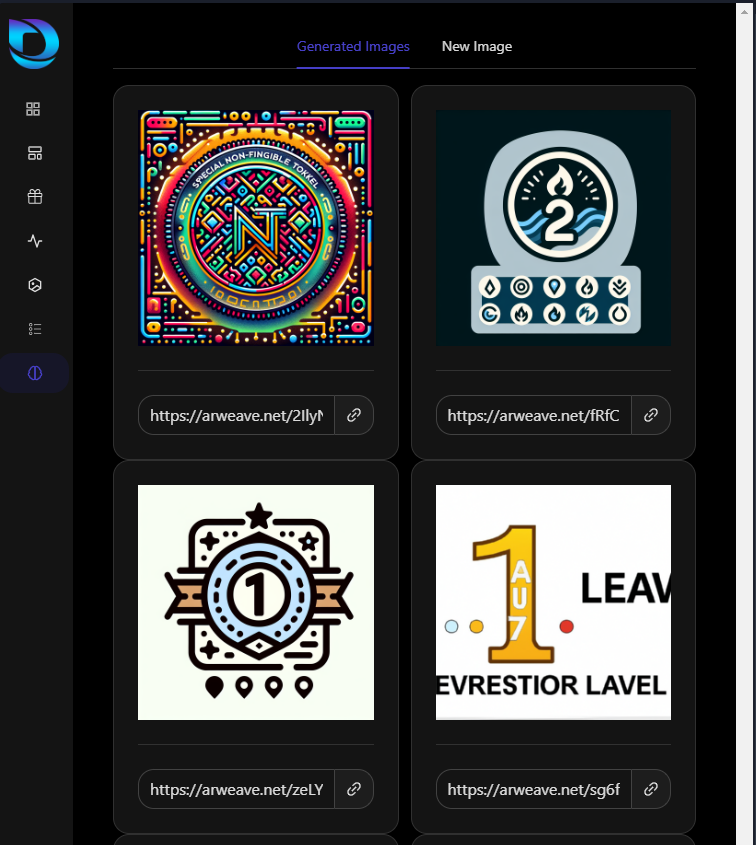 Generated Images
New Image
SPECIAL NON-FINGIBLE TOKKEL
NT
2
https://arweave.net/2IlyN
https://arweave.net/fRfC
1
1
AU7
LEAV
EVRESTIOR LAVEL
https://arweave.net/zeLY
https://arweave.net/sg6f